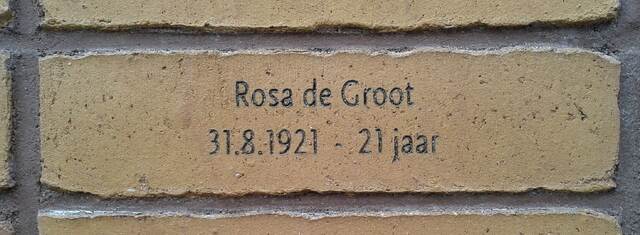 Rosa de Groot
31.8.1921 - 21 jaar